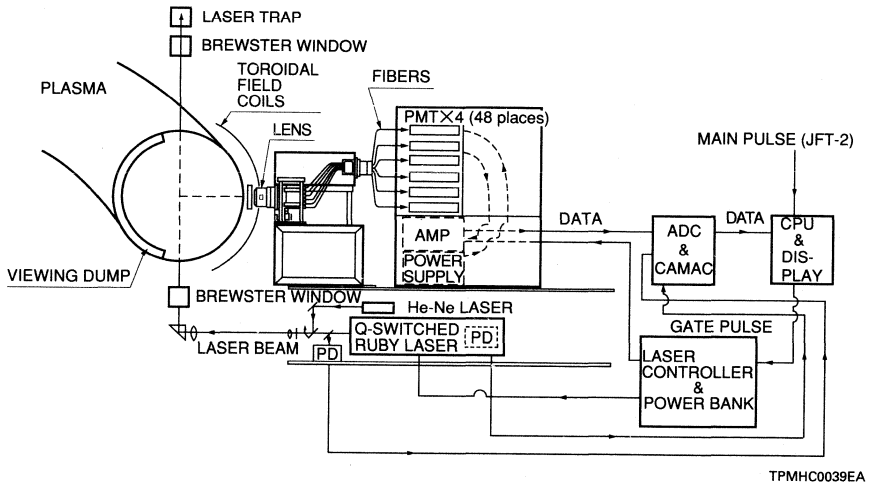 LASER TRAP
BREWSTER WINDOW
PLASMA
TOROIDAL
FIELD
COILS
LENS
FIBERS
PMT×4 (48 places)
MAIN PULSE (JFT-2)
AMP
POWER
SUPPLY
DATA
ADC
&
CAMAC
DATA
CPU
&
DIS-
PLAY
VIEWING DUMP
BREWSTER WINDOW
He-Ne LASER
LASER BEAM
PD
Q-SWITCHED
RUBY LASER
PD
GATE PULSE
LASER
CONTROLLER
&
POWER BANK
TPMHC0039EA